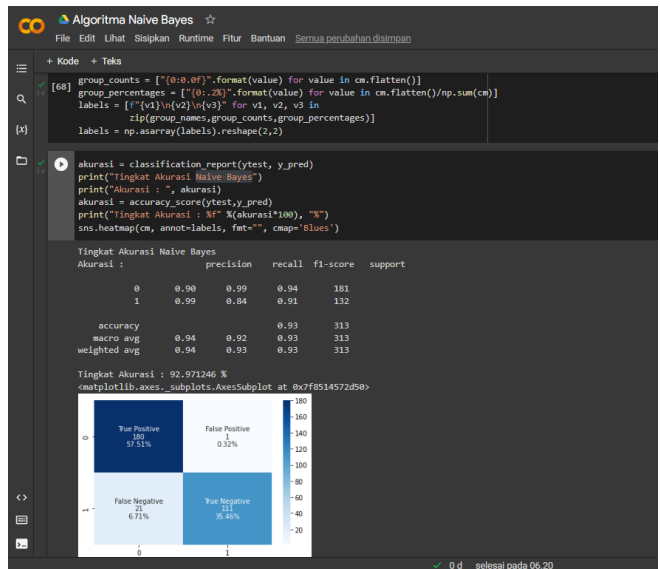 CO
Algoritma Naive Bayes
File Edit Lihat Sisipkan Runtime Fitur Bantuan Semua perubahan disimpan
+ Kode + Teks
[68] group_counts = ["{0:0.0f}".format(value) for value in cm.flatten()]
group_percentages = ["{0:.2%}".format(value) for value in cm.flatten()/np.sum(cm)]
labels = [f"{v1}\n{v2}\n{v3}" for v1, v2, v3 in
zip(group_names,group_counts,group_percentages)]
labels = np.asarray(labels).reshape(2,2)
akurasi = classification_report(ytest, y_pred)
print("Tingkat Akurasi Naive Bayes")
print("Akurasi : ", akurasi)
akurasi = accuracy_score(ytest,y_pred)
print("Tingkat Akurasi : %f" %(akurasi*100), "%")
sns.heatmap(cm, annot=labels, fmt="", cmap='Blues')
Tingkat Akurasi Naive Bayes
Akurasi : precision recall f1-score support
0 0.90 0.99 0.94 181
1 0.99 0.84 0.91 132
accuracy 0.93 313
macro avg 0.94 0.92 0.93 313
weighted avg 0.94 0.93 0.93 313
Tingkat Akurasi : 92.971246 %
<matplotlib.axes._subplots.AxesSubplot at 0x7f8514572d50>
True Positive
180
57.51%
False Positive
1
0.32%
False Negative
21
6.71%
True Negative
111
35.46%
0
1
0
1
180
160
140
120
100
80
60
40
20
0 d selesai pada 06.20